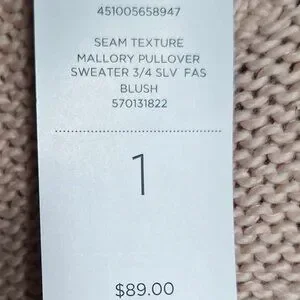 451005658947
SEAM TEXTURE
MALLORY PULLOVER
SWEATER 3/4 SLV FAS
BLUSH
570131822
1
$89.00